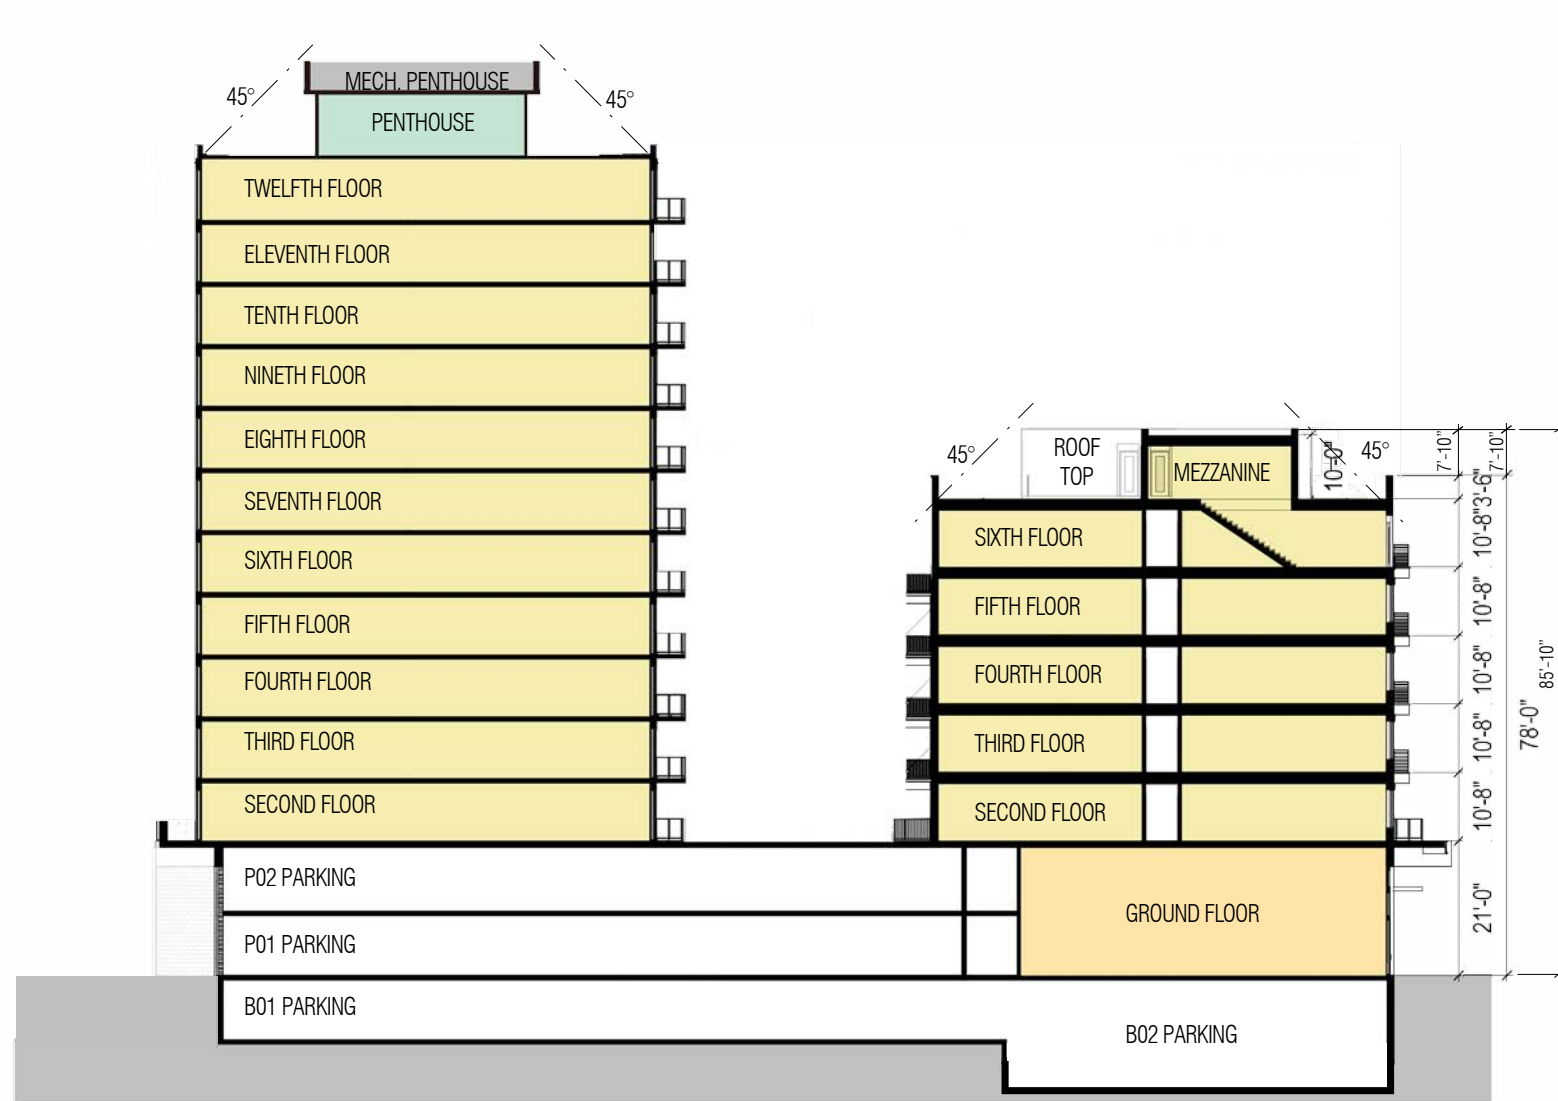 MECH. PENTHOUSE
45°
45°
PENTHOUSE
TWELFTH FLOOR
ELEVENTH FLOOR
TENTH FLOOR
NINETH FLOOR
EIGHTH FLOOR
SEVENTH FLOOR
SIXTH FLOOR
FIFTH FLOOR
FOURTH FLOOR
THIRD FLOOR
SECOND FLOOR
P02 PARKING
P01 PARKING
B01 PARKING
45°
ROOF
TOP
MEZZANINE
10'-0"
45°
7'-10"
7'-10"
SIXTH FLOOR
FIFTH FLOOR
FOURTH FLOOR
THIRD FLOOR
SECOND FLOOR
GROUND FLOOR
B02 PARKING
3'-6"
10'-8"
10'-8"
10'-8"
10'-8"
10'-8"
21'-0"
78'-0"
85'-10"